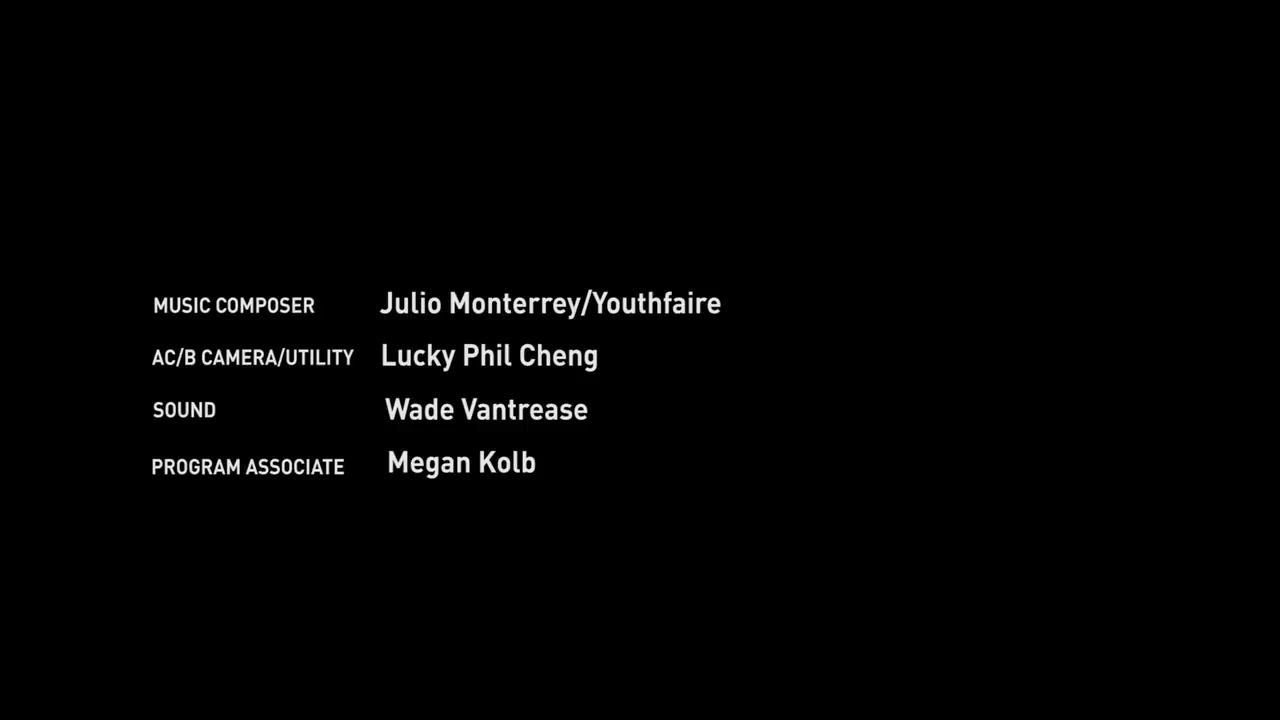 MUSIC COMPOSER Julio Monterrey/Youthfaire
AC/B CAMERA/UTILITY Lucky Phil Cheng
SOUND Wade Vantrease
PROGRAM ASSOCIATE Megan Kolb